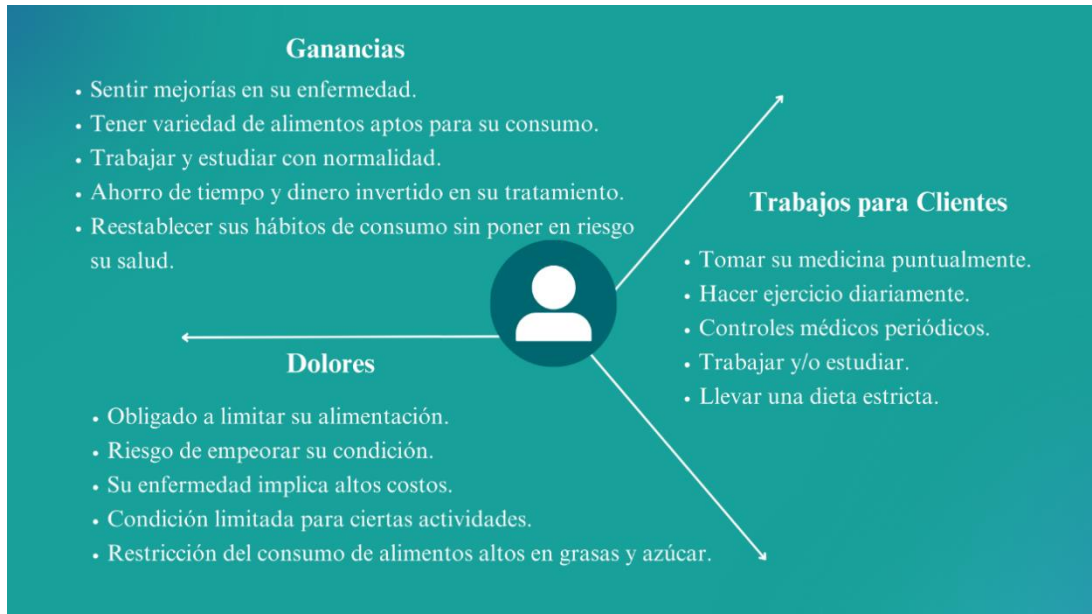 Ganancias
• Sentir mejorías en su enfermedad.
• Tener variedad de alimentos aptos para su consumo.
• Trabajar y estudiar con normalidad.
• Ahorro de tiempo y dinero invertido en su tratamiento.
• Reestablecer sus hábitos de consumo sin poner en riesgo
su salud.
Trabajos para Clientes
• Tomar su medicina puntualmente.
• Hacer ejercicio diariamente.
• Controles médicos periódicos.
• Trabajar y/o estudiar.
• Llevar una dieta estricta.
Dolores
• Obligado a limitar su alimentación.
• Riesgo de empeorar su condición.
• Su enfermedad implica altos costos.
• Condición limitada para ciertas actividades.
• Restricción del consumo de alimentos altos en grasas y azúcar.